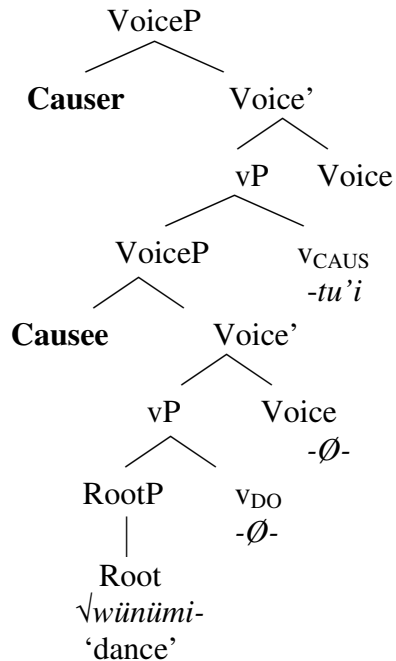 VoiceP
Causer Voice’
vP Voice
VoiceP vCAUS
-tu’i
Causee Voice’
vP Voice
-Ø-
RootP vDO
-Ø-
Root
√wünümi-
‘dance’